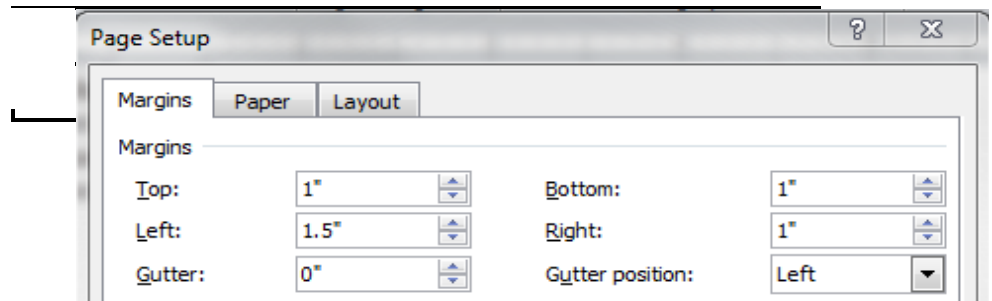 Page Setup
Margins Paper Layout
Margins
Top: 1" Bottom: 1"
Left: 1.5" Right: 1"
Gutter: 0" Gutter position: Left